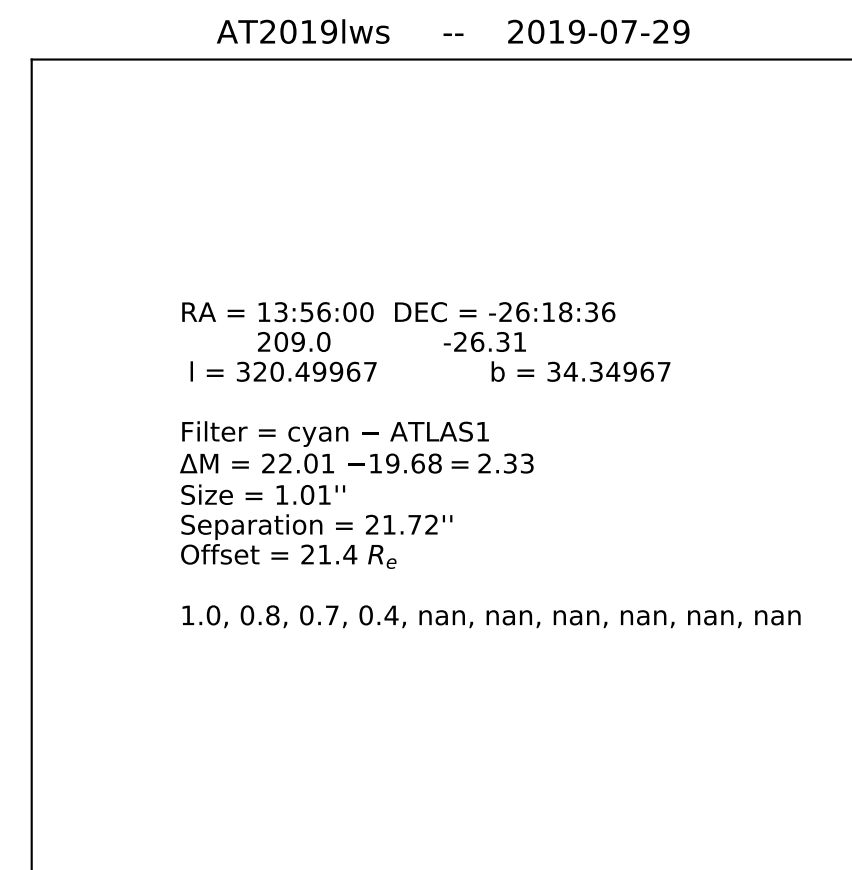 AT2019lws -- 2019-07-29
RA = 13:56:00 DEC = -26:18:36
209.0 -26.31
l = 320.49967 b = 34.34967
Filter = cyan − ATLAS1
ΔM = 22.01 −19.68 = 2.33
Size = 1.01''
Separation = 21.72''
Offset = 21.4 Re
1.0, 0.8, 0.7, 0.4, nan, nan, nan, nan, nan, nan